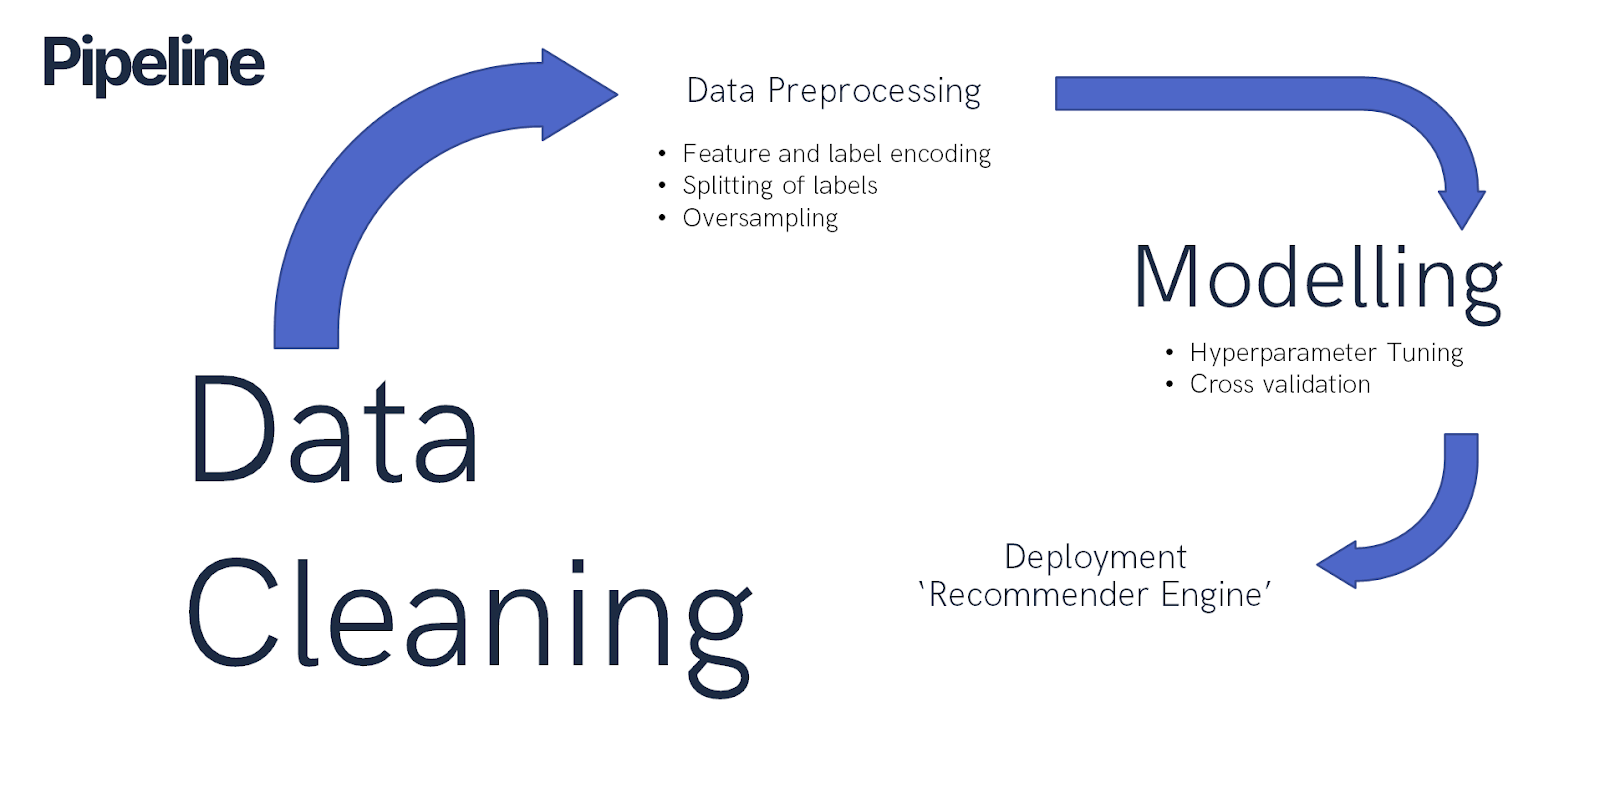 Pipeline
Data Preprocessing
• Feature and label encoding
• Splitting of labels
• Oversampling
Modelling
• Hyperparameter Tuning
• Cross validation
Data
Cleaning
Deployment
‘Recommender Engine’